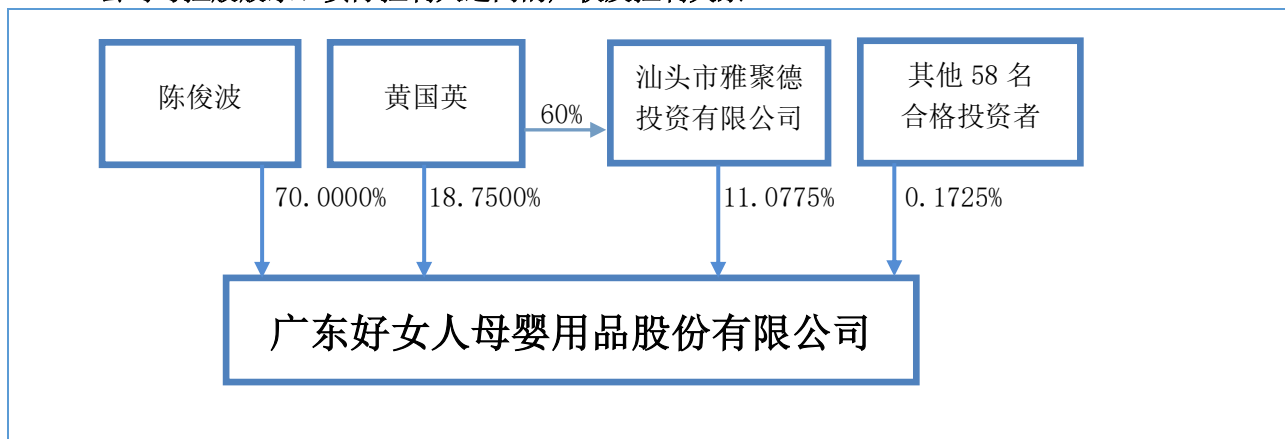 陈俊波
黄国英
汕头市雅聚德
投资有限公司
其他 58 名
合格投资者
60%
70.0000%
18.7500%
11.0775%
0.1725%
广东好女人母婴用品股份有限公司